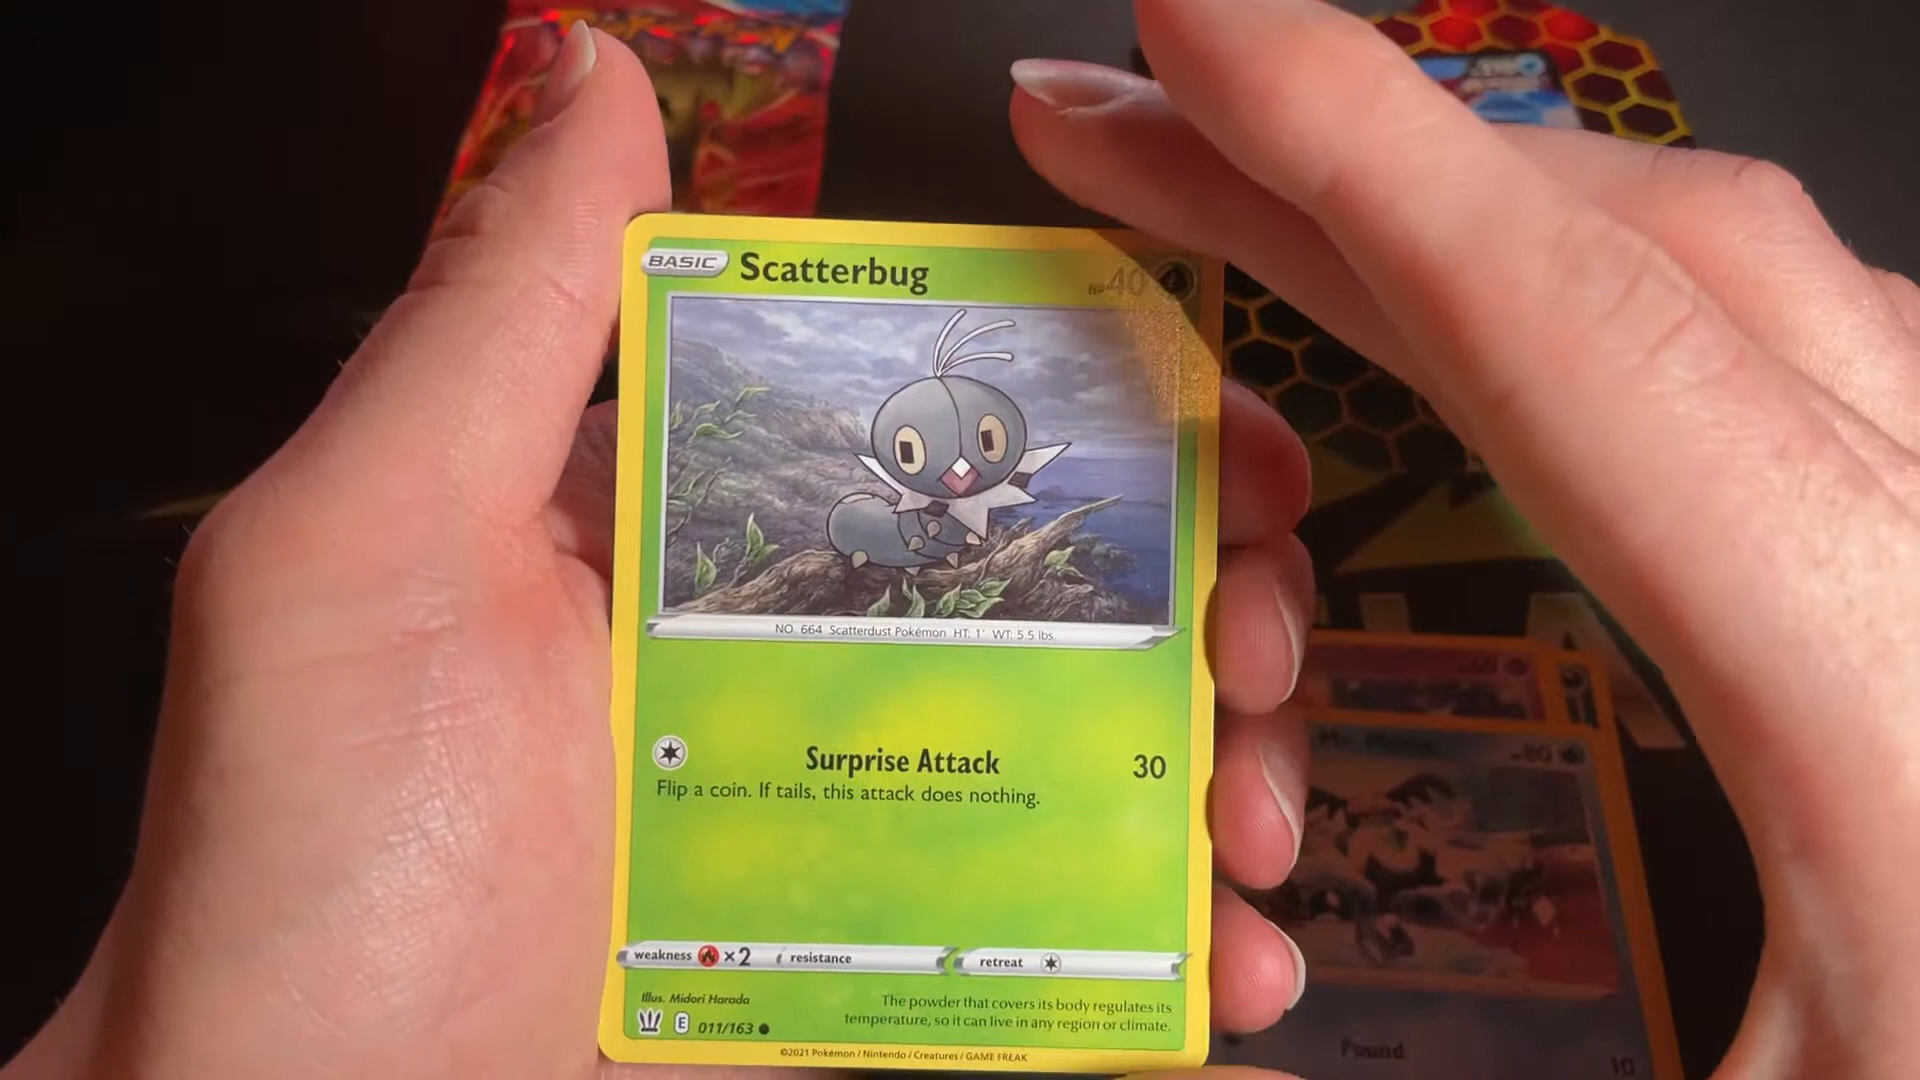 BASIC Scatterbug HP 40
NO. 664 Scatterdust Pokémon HT: 1' WT: 5.5 lbs
Surprise Attack 30
Flip a coin. If tails, this attack does nothing.
weakness ×2 resistance retreat
Illus. Midori Harada
The powder that covers its body regulates its
temperature, so it can live in any region or climate.
E 011/163
©2021 Pokémon / Nintendo / Creatures / GAME FREAK
80
Pound
10